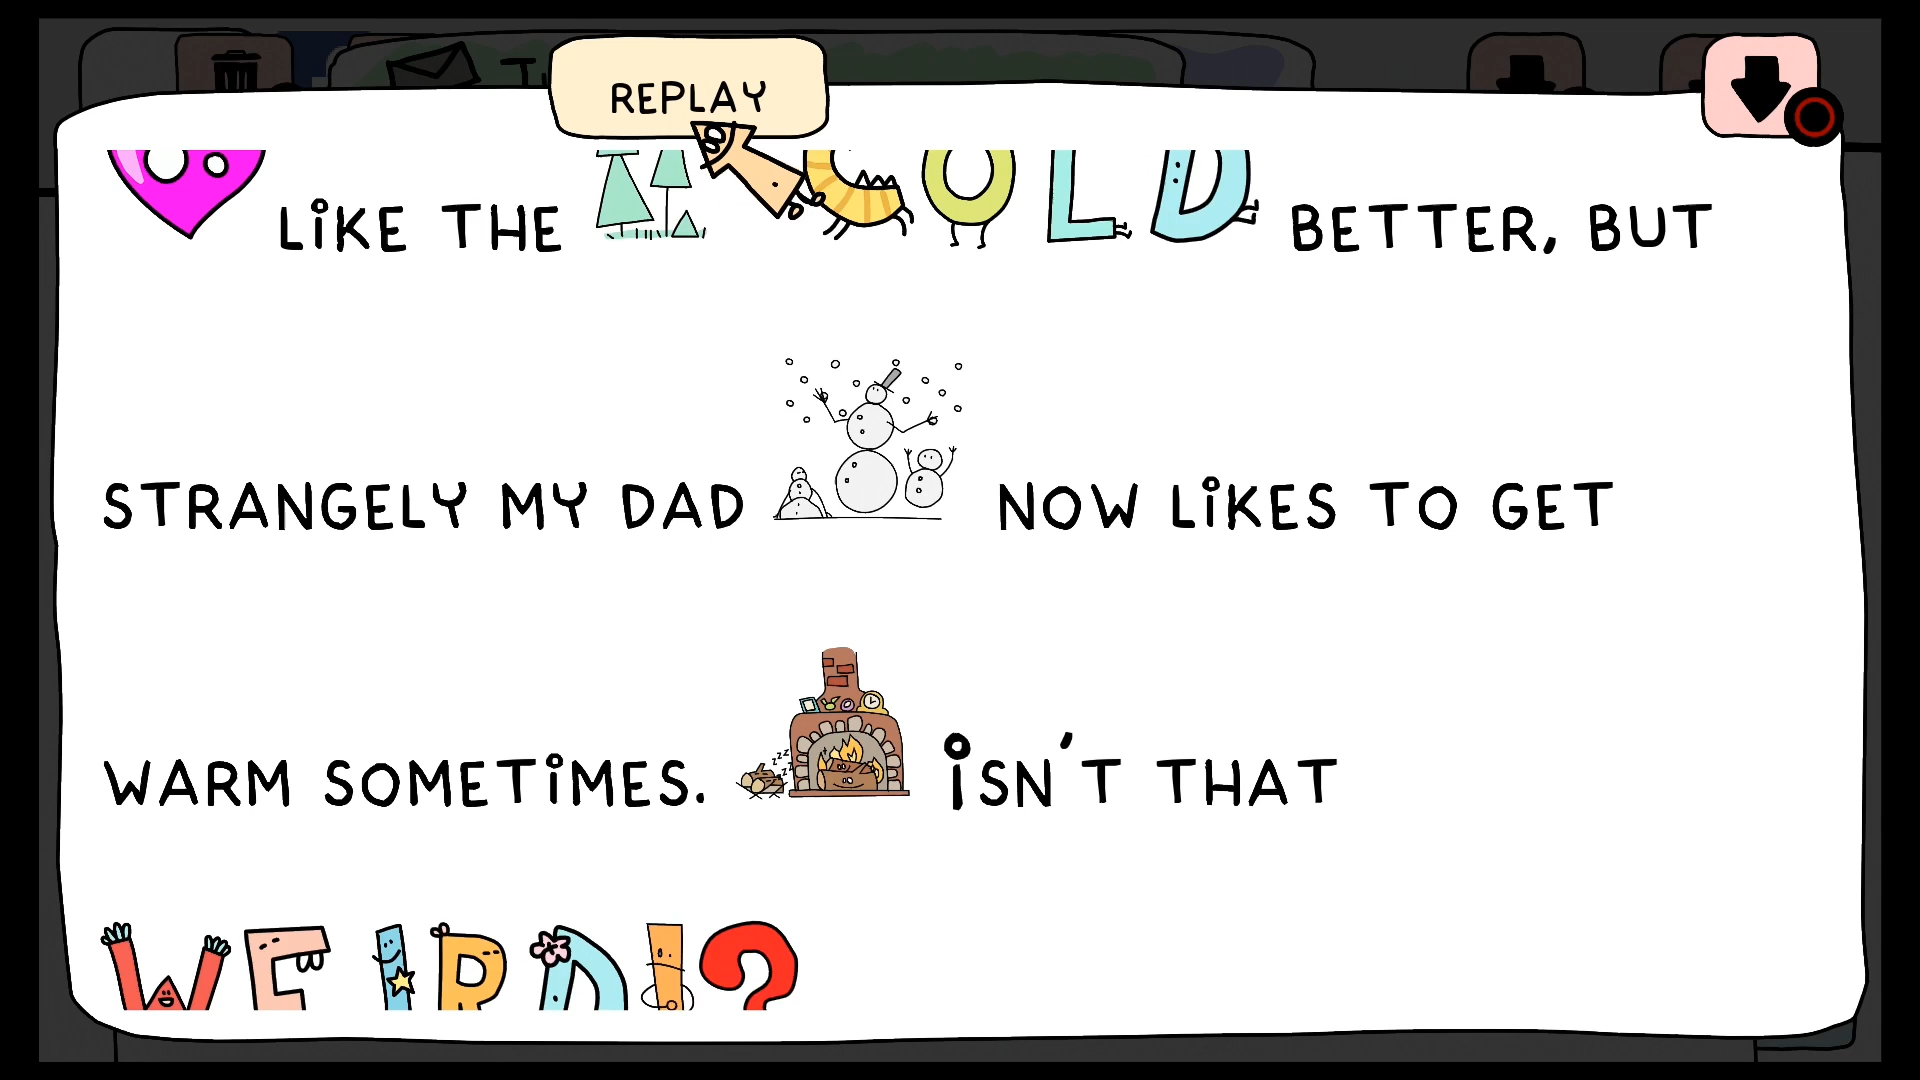 REPLAY
LiKE THE COLD BETTER, BUT
STRANGELY MY DAD NOW LiKES TO GET
WARM SOMETiMES. iSN'T THAT
WEIRD!?